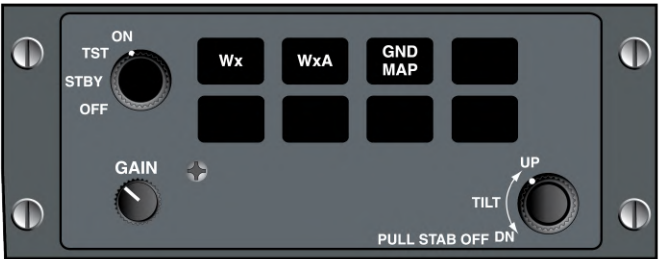 ON
TST
STBY
OFF
Wx
WxA
GND
MAP
GAIN
UP
TILT
PULL STAB OFF DN